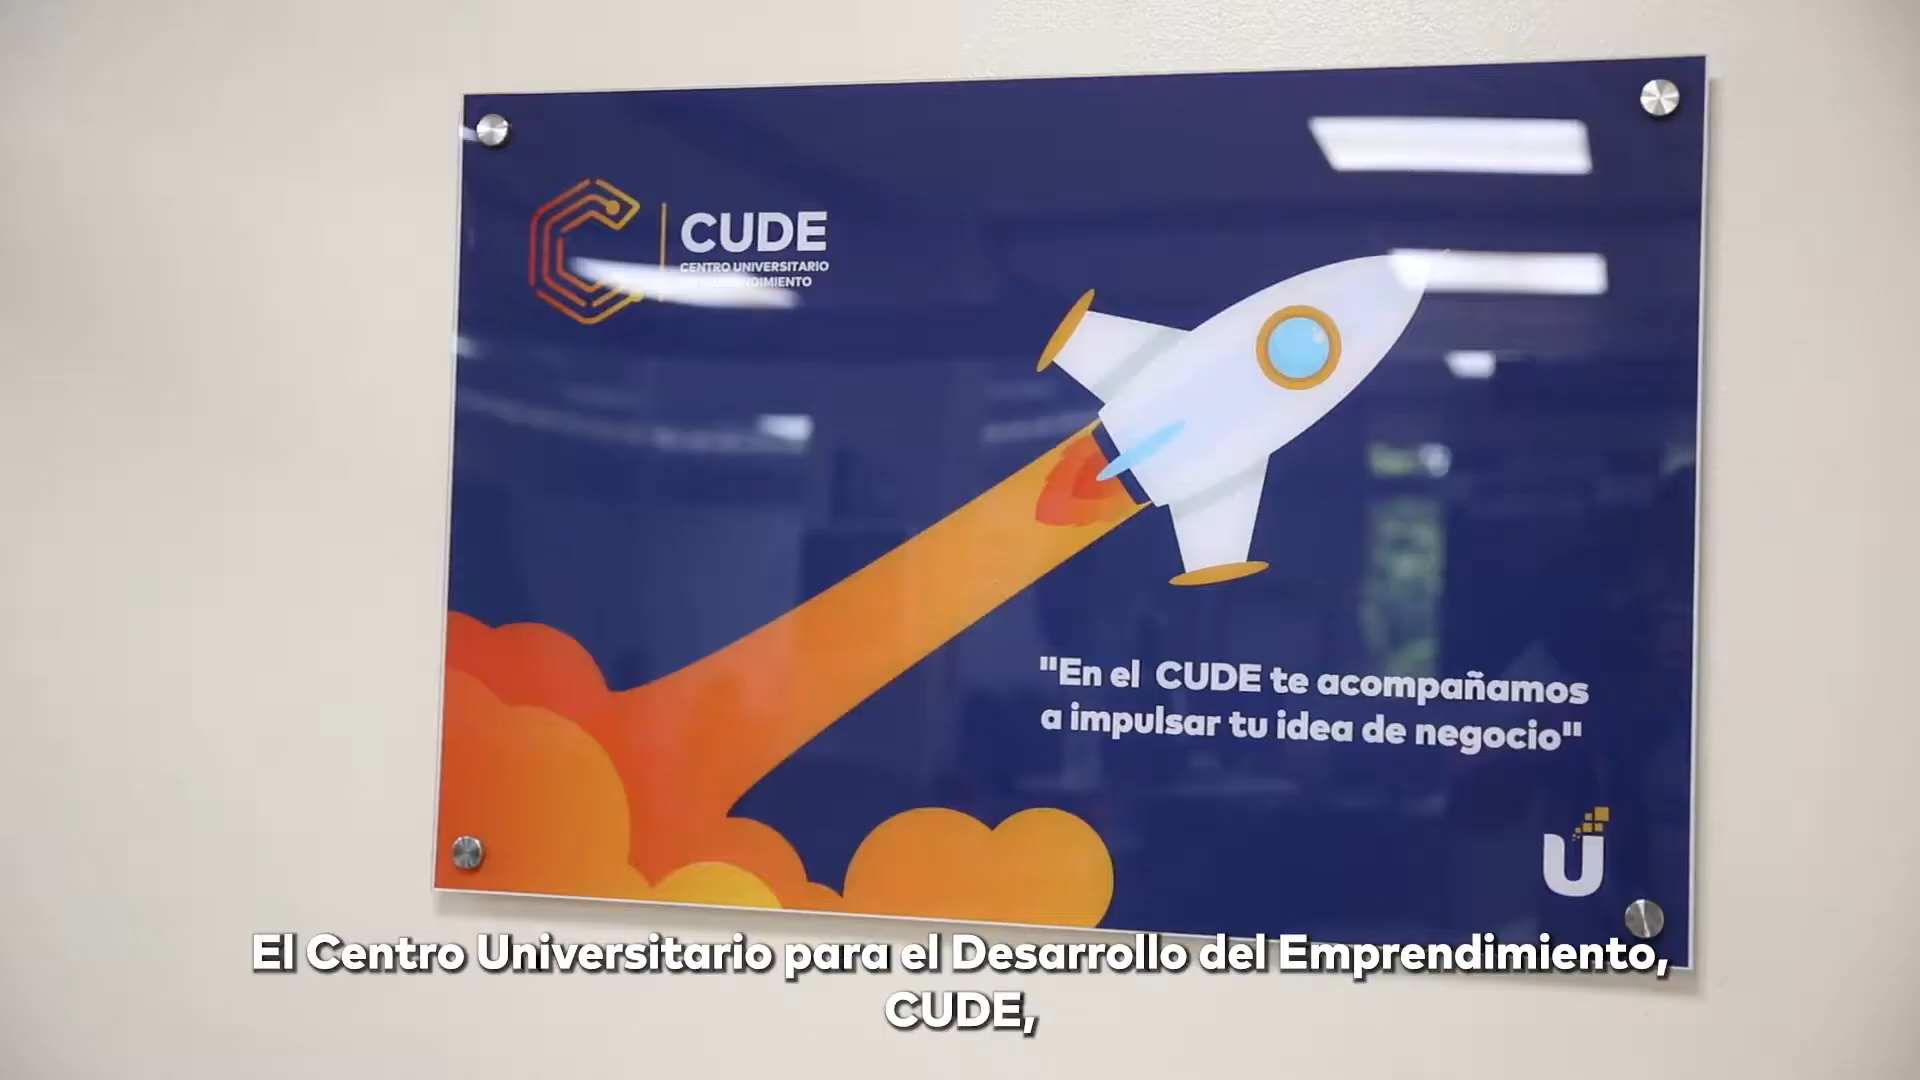 CUDE
CENTRO UNIVERSITARIO
"En el CUDE te acompañamos
a impulsar tu idea de negocio"
U
El Centro Universitario para el Desarrollo del Emprendimiento,
CUDE,